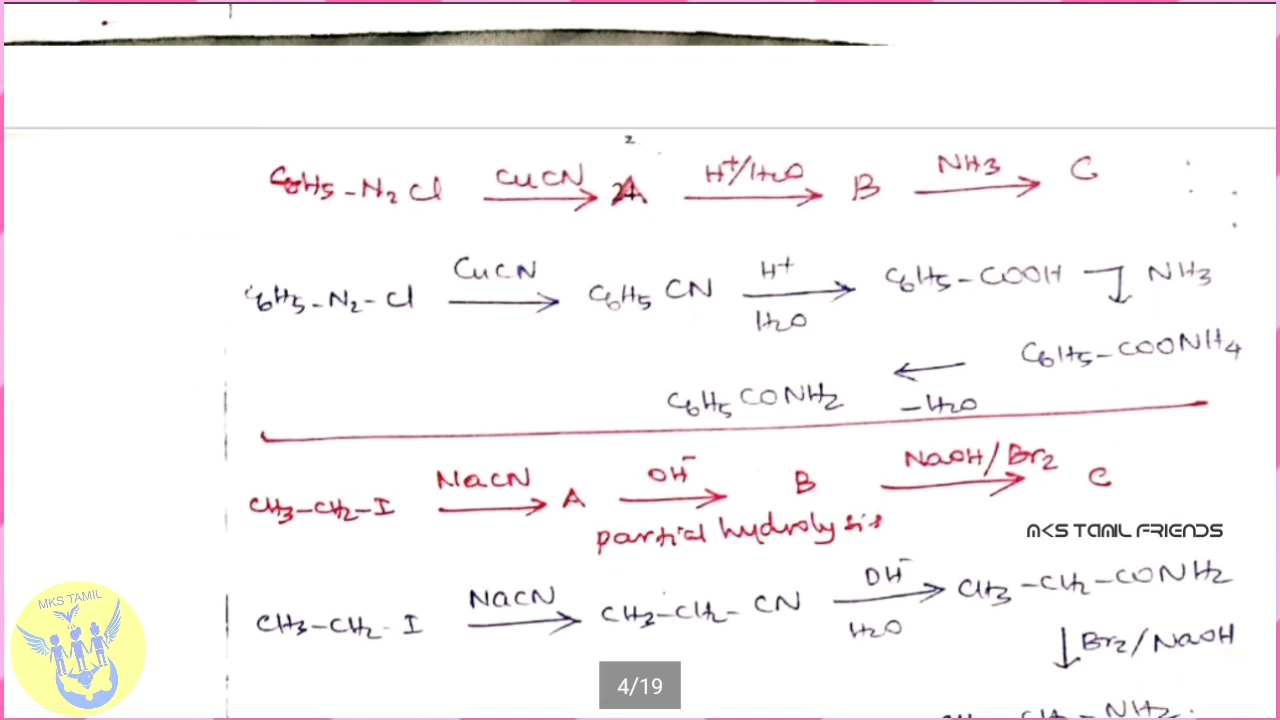 C6H5-N2Cl CuCN→ A H+/H2O→ B NH3→ C
C6H5-N2-Cl CuCN→ C6H5CN H+ H2O→ C6H5-COOH NH3
C6H5CONH2 ← -H2O C6H5-COONH4
CH3-CH2-I NaCN→ A OH-→ B NaOH/Br2→ C
partial hydrolysis
MKS TAMIL FRIENDS
CH3-CH2-I NaCN→ CH3-CH2-CN OH- H2O→ CH3-CH2-CONH2
↓ Br2/NaOH
MKS TAMIL
4/19
NH2